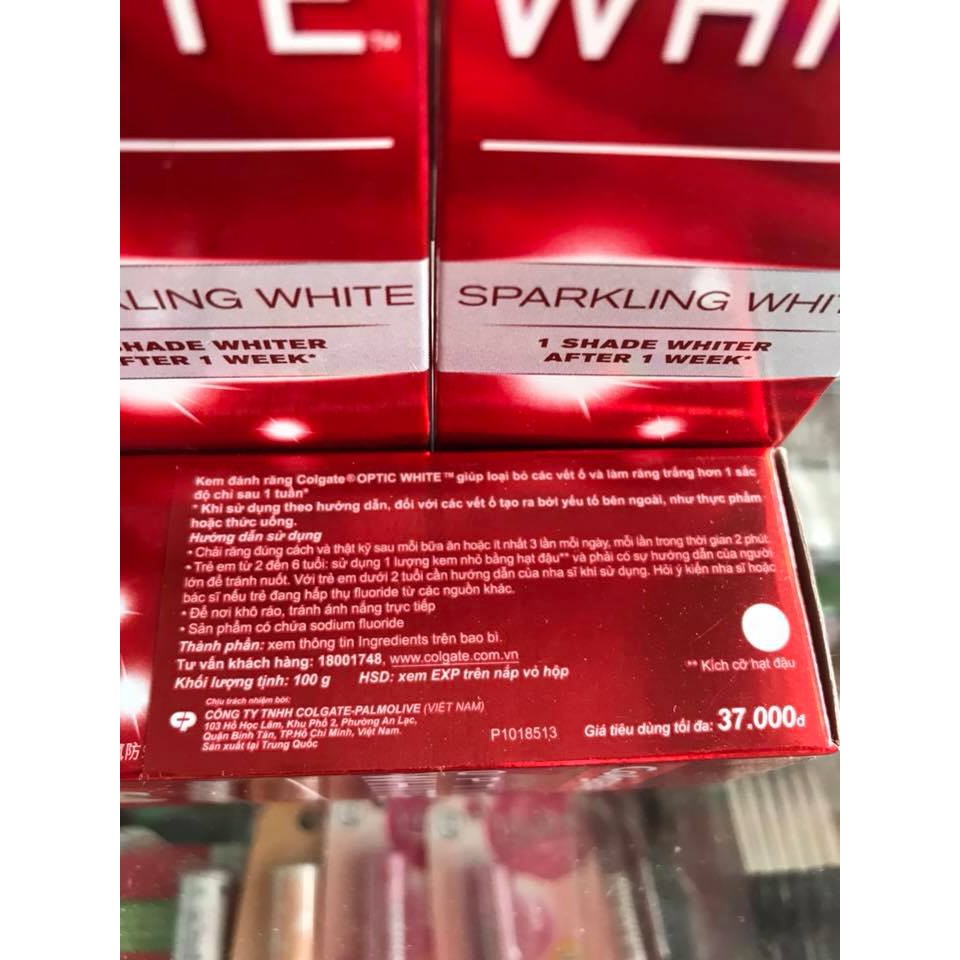 TE™ WHI
LING WHITE
SPARKLING WHIT
SHADE WHITER
AFTER 1 WEEK*
1 SHADE WHITER
AFTER 1 WEEK*
Kem đánh răng Colgate®OPTIC WHITE™ giúp loại bỏ các vết ố và làm răng trắng hơn 1 sắc
độ chỉ sau 1 tuần*
* Khi sử dụng theo hướng dẫn, đối với các vết ố tạo ra bởi yếu tố bên ngoài, như thực phẩm
hoặc thức uống.
Hướng dẫn sử dụng
• Chải răng đúng cách và thật kỹ sau mỗi bữa ăn hoặc ít nhất 3 lần mỗi ngày, mỗi lần trong thời gian 2 phút
• Trẻ em từ 2 đến 6 tuổi: sử dụng 1 lượng kem nhỏ bằng hạt đậu** và phải có sự hướng dẫn của người
lớn để tránh nuốt. Với trẻ em dưới 2 tuổi cần hướng dẫn của nha sĩ khi sử dụng. Hỏi ý kiến nha sĩ hoặc
bác sĩ nếu trẻ đang hấp thụ fluoride từ các nguồn khác.
• Để nơi khô ráo, tránh ánh nắng trực tiếp
• Sản phẩm có chứa sodium fluoride
Thành phần: xem thông tin Ingredients trên bao bì.
Tư vấn khách hàng: 18001748, www.colgate.com.vn
** Kích cỡ hạt đậu
Khối lượng tịnh: 100 g HSD: xem EXP trên nắp vỏ hộp
Chịu trách nhiệm bởi:
CÔNG TY TNHH COLGATE-PALMOLIVE (VIỆT NAM)
103 Hồ Học Lãm, Khu Phố 2, Phường An Lạc,
Quận Bình Tân, TP.Hồ Chí Minh, Việt Nam.
Sản xuất tại Trung Quốc
P1018513
Giá tiêu dùng tối đa: 37.000đ